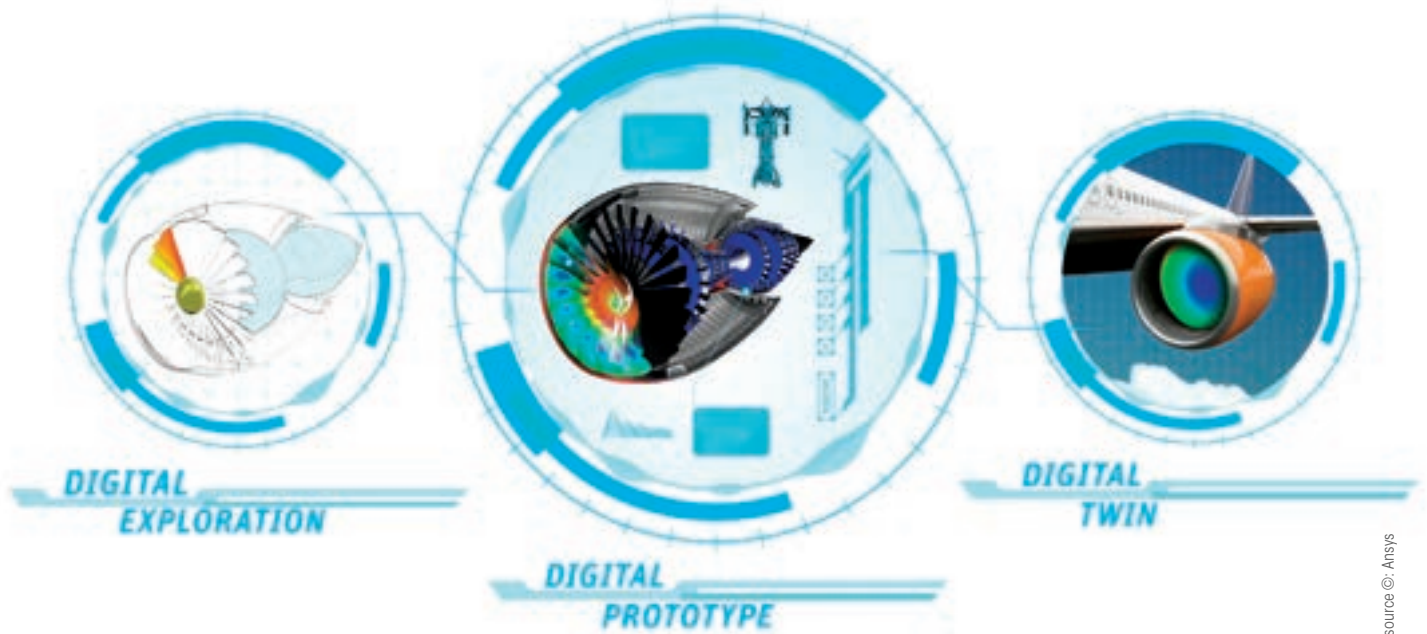 DIGITAL
EXPLORATION
DIGITAL
PROTOTYPE
DIGITAL
TWIN
source ©: Ansys